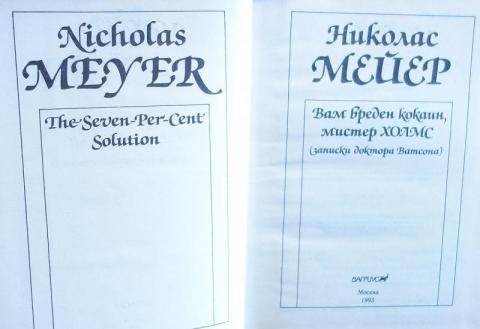 Nicholas
MEYER
The Seven-Per-Cent
Solution
Николас
МЕЙЕР
Вам вреден кокаин,
мистер ХОЛМС
(записки доктора Ватсона)
ВАГРИУС
Москва
1993